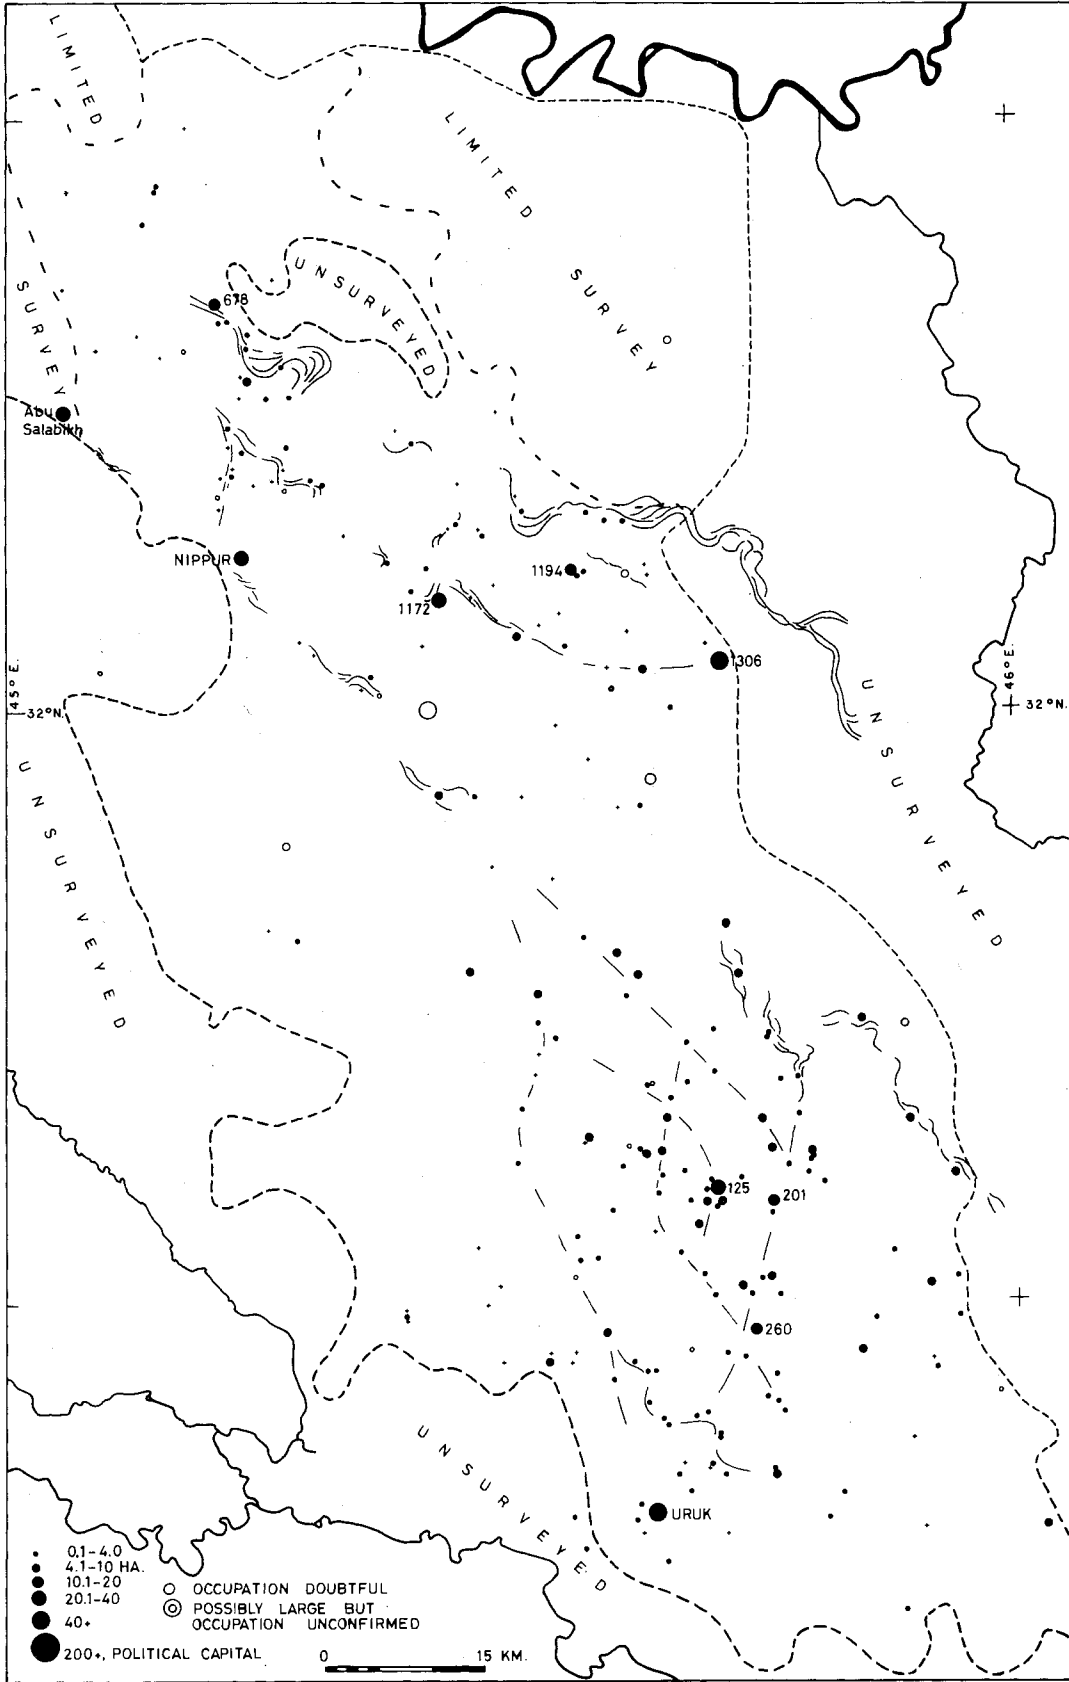 LIMITED
LIMITED
SURVEY
UNSURVEYED
SURVEY
678
Abu
Salabikh
NIPPUR
1194
1172
1306
45°E.
32°N.
46°E.
32°N.
UNSURVEYED
UNSURVEYED
125
201
260
UNSURVEYED
URUK
0.1-4.0
4.1-10 HA.
10.1-20
20.1-40
40+
200+, POLITICAL CAPITAL
OCCUPATION DOUBTFUL
POSSIBLY LARGE BUT
OCCUPATION UNCONFIRMED
0 15 KM.